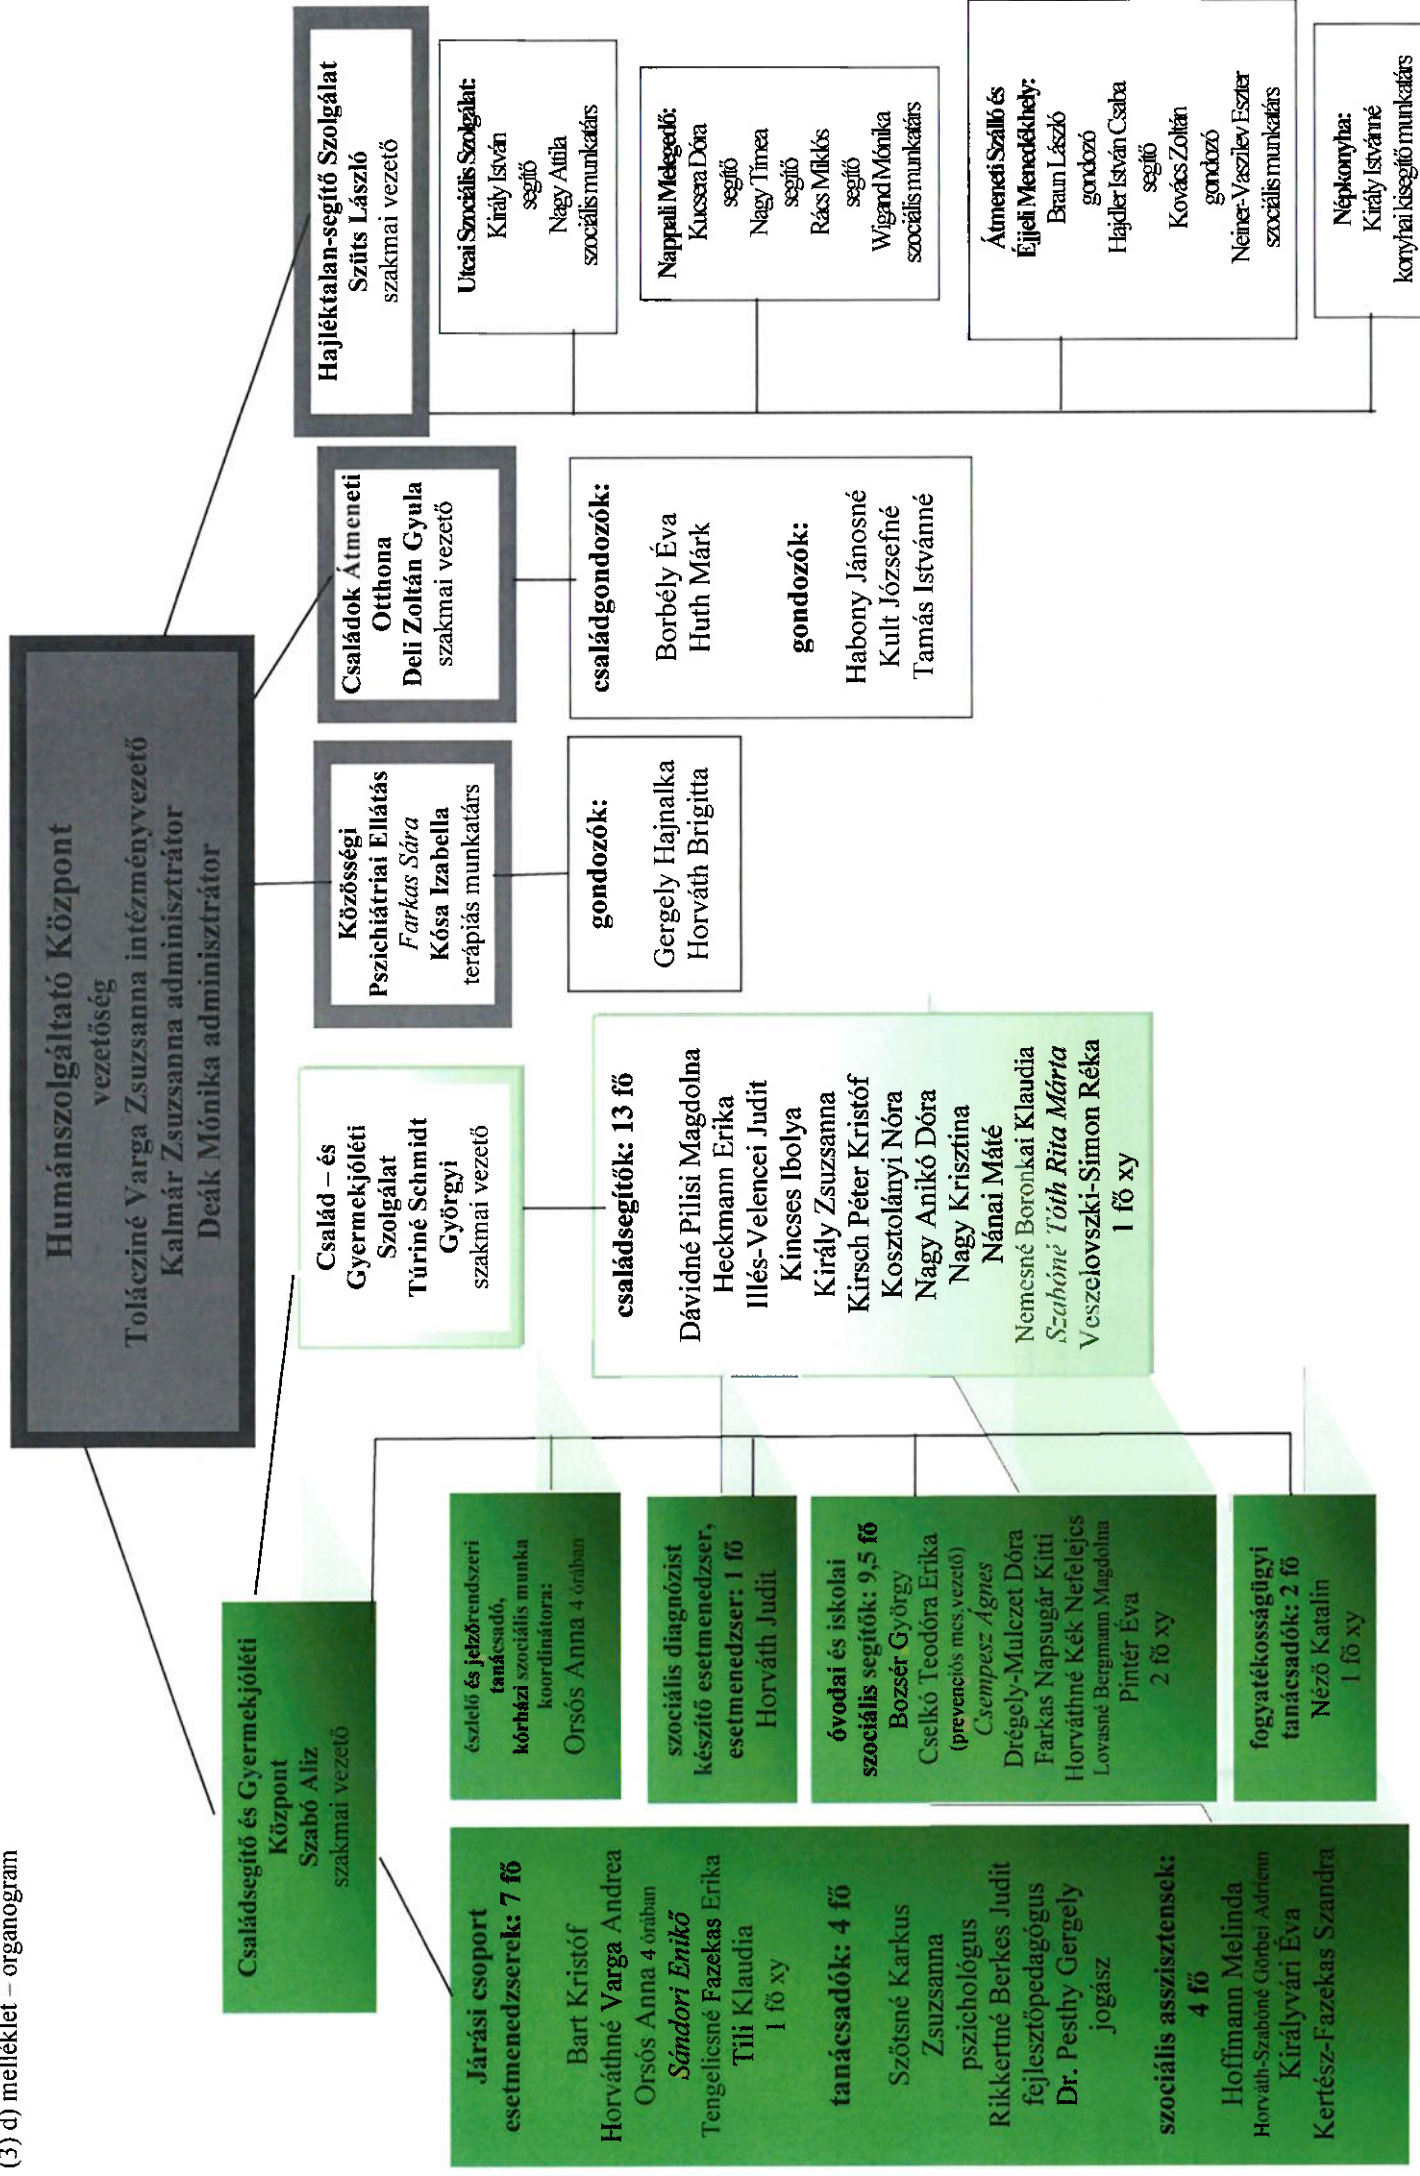 (3) d) melléklet – organogram
Humánszolgáltató Központ
vezetőség
Tolácziné Varga Zsuzsanna intézményvezető
Kalmár Zsuzsanna adminisztrátor
Deák Mónika adminisztrátor
Családsegítő és Gyermekjóléti
Központ
Szabó Aliz
szakmai vezető
Járási csoport
esetmenedzserek: 7 fő
Bart Kristóf
Horváthné Varga Andrea
Orsós Anna 4 órában
Sándori Enikő
Tengelicsné Fazekas Erika
Tili Klaudia
1 fő xy
tanácsadók: 4 fő
Szőtsné Karkus
Zsuzsanna
pszichológus
Rikkertné Berkes Judit
fejlesztőpedagógus
Dr. Pesthy Gergely
jogász
szociális asszisztensek:
4 fő
Hoffmann Melinda
Horváth-Szabóné Görbei Adrienn
Királyvári Éva
Kertész-Fazekas Szandra
észlelő és jelzőrendszeri
tanácsadó,
kórházi szociális munka
koordinátora:
Orsós Anna 4 órában
szociális diagnózist
készítő esetmenedzser,
esetmenedzser: 1 fő
Horváth Judit
óvodai és iskolai
szociális segítők: 9,5 fő
Bozsér György
Cselkó Teodóra Erika
(prevenciós mcs.vezető)
Csempesz Ágnes
Drégely-Mulczet Dóra
Farkas Napsugár Kitti
Horváthné Kék Nefelejcs
Lovasné Bergmann Magdolna
Pintér Éva
2 fő xy
fogyatékosságügyi
tanácsadók: 2 fő
Néző Katalin
1 fő xy
Család – és
Gyermekjóléti
Szolgálat
Túriné Schmidt
Györgyi
szakmai vezető
családsegítők: 13 fő
Dávidné Pilisi Magdolna
Heckmann Erika
Illés-Velencei Judit
Kincses Ibolya
Király Zsuzsanna
Kirsch Péter Kristóf
Kosztolányi Nóra
Nagy Anikó Dóra
Nagy Krisztina
Nánai Máté
Nemesné Boronkai Klaudia
Szabóné Tóth Rita Márta
Veszelovszki-Simon Réka
1 fő xy
Közösségi
Pszichiátriai Ellátás
Farkas Sára
Kósa Izabella
terápiás munkatárs
gondozók:
Gergely Hajnalka
Horváth Brigitta
Családok Átmeneti
Otthona
Deli Zoltán Gyula
szakmai vezető
családgondozók:
Borbély Éva
Huth Márk
gondozók:
Habony Jánosné
Kult Józsefné
Tamás Istvánné
Hajléktalan-segítő Szolgálat
Szüts László
szakmai vezető
Utcai Szociális Szolgálat:
Király István
segítő
Nagy Attila
szociális munkatárs
Nappali Melegedő:
Kucsera Dóra
segítő
Nagy Tímea
segítő
Rács Miklós
segítő
Wigand Mónika
szociális munkatárs
Átmeneti Szálló és
Éjjeli Menedékhely:
Braun László
gondozó
Hajdler István Csaba
segítő
Kovács Zoltán
gondozó
Neiner-Vaszilev Eszter
szociális munkatárs
Népkonyha:
Király Istvánné
konyhai kisegítő munkatárs